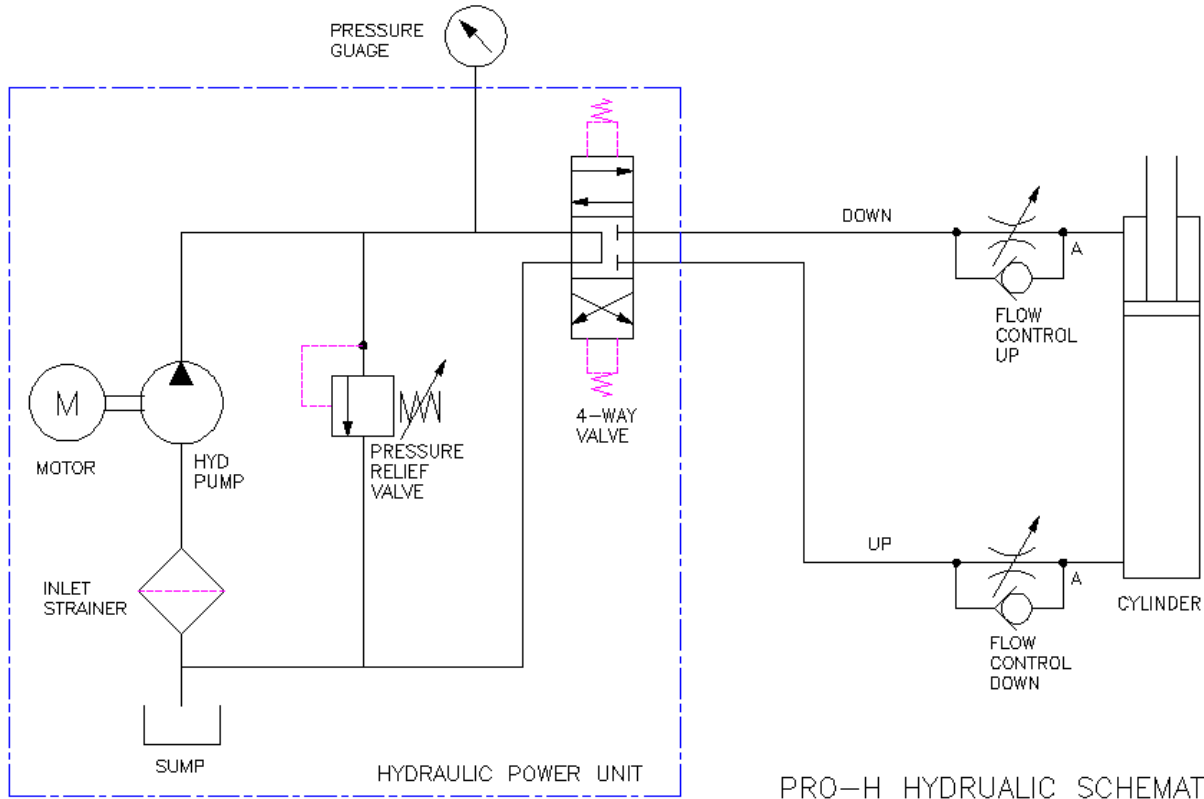 PRESSURE
GUAGE
DOWN
A
FLOW
CONTROL
UP
4-WAY
VALVE
M
MOTOR
HYD
PUMP
PRESSURE
RELIEF
VALVE
UP
A
CYLINDER
INLET
STRAINER
FLOW
CONTROL
DOWN
SUMP
HYDRAULIC POWER UNIT
PRO-H HYDRUALIC SCHEMAT